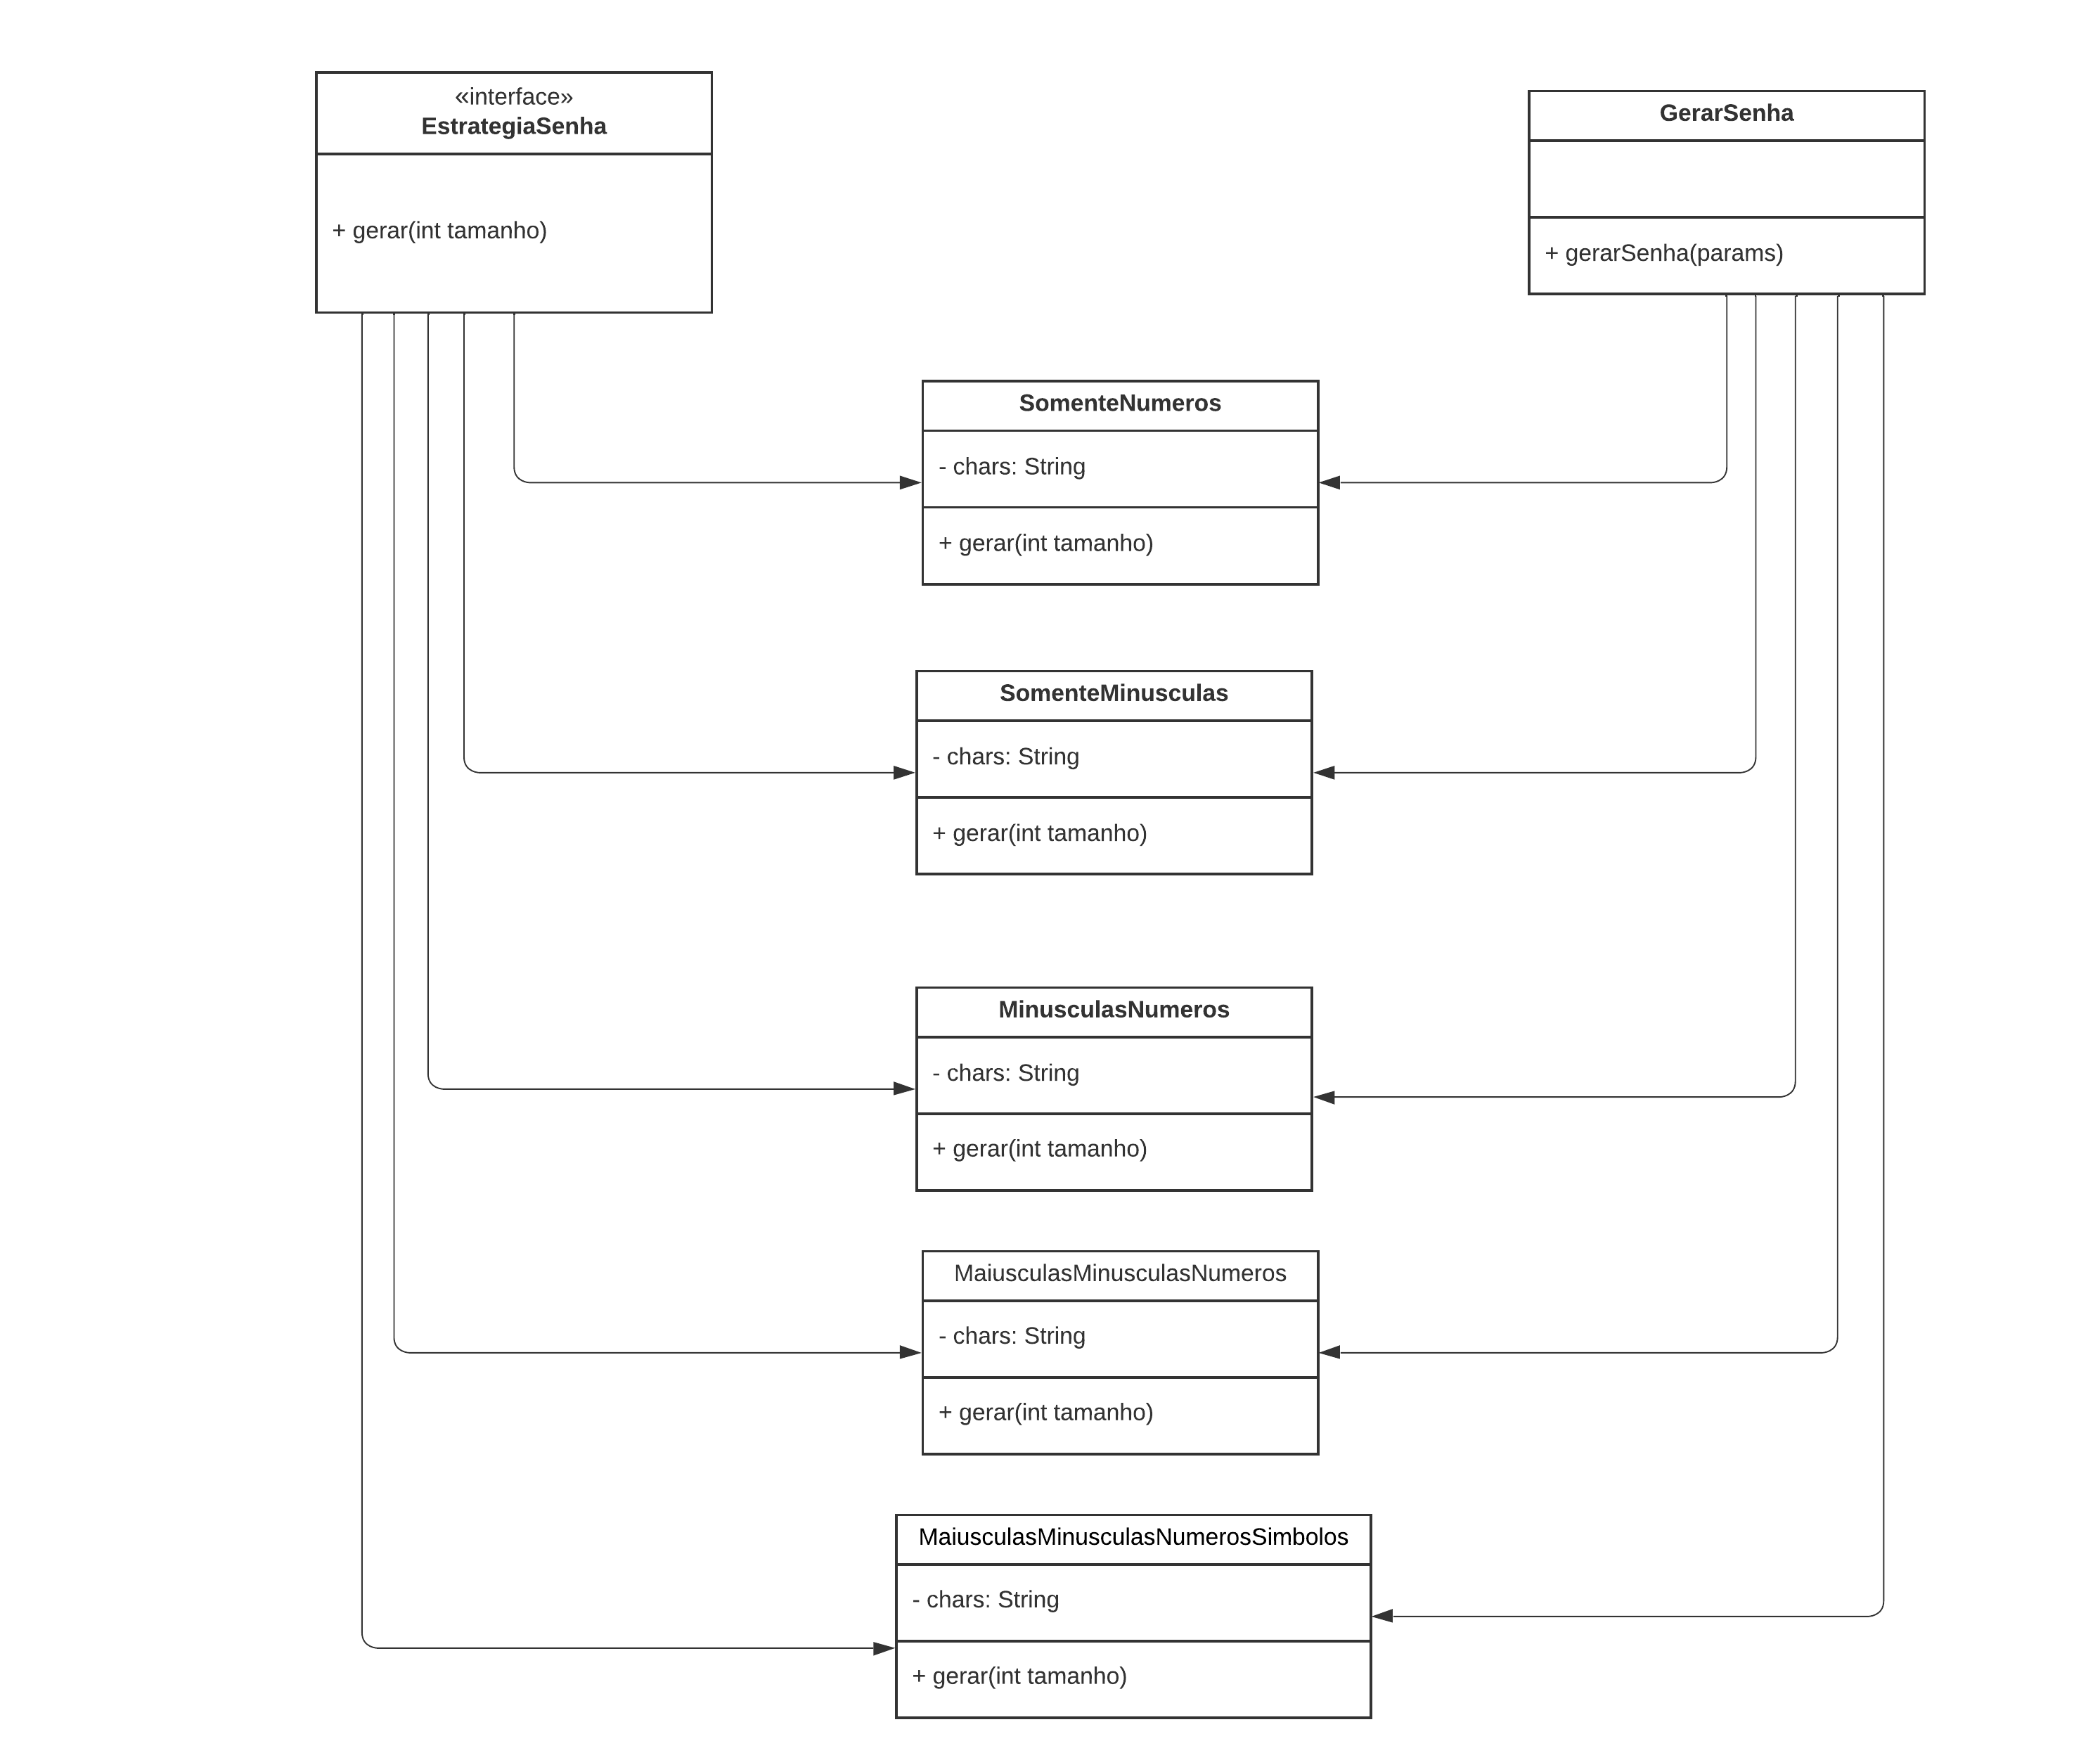 «interface»
EstrategiaSenha
+ gerar(int tamanho)
GerarSenha
+ gerarSenha(params)
SomenteNumeros
- chars: String
+ gerar(int tamanho)
SomenteMinusculas
- chars: String
+ gerar(int tamanho)
MinusculasNumeros
- chars: String
+ gerar(int tamanho)
MaiusculasMinusculasNumeros
- chars: String
+ gerar(int tamanho)
MaiusculasMinusculasNumerosSimbolos
- chars: String
+ gerar(int tamanho)